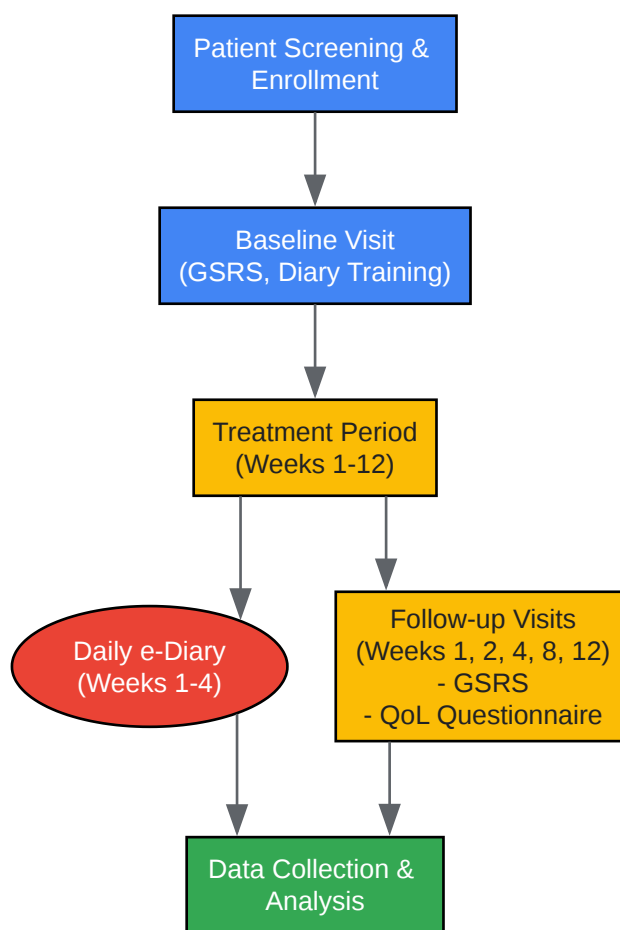 Patient Screening &
Enrollment
Baseline Visit
(GSRS, Diary Training)
Treatment Period
(Weeks 1-12)
Daily e-Diary
(Weeks 1-4)
Follow-up Visits
(Weeks 1, 2, 4, 8, 12)
- GSRS
- QoL Questionnaire
Data Collection &
Analysis